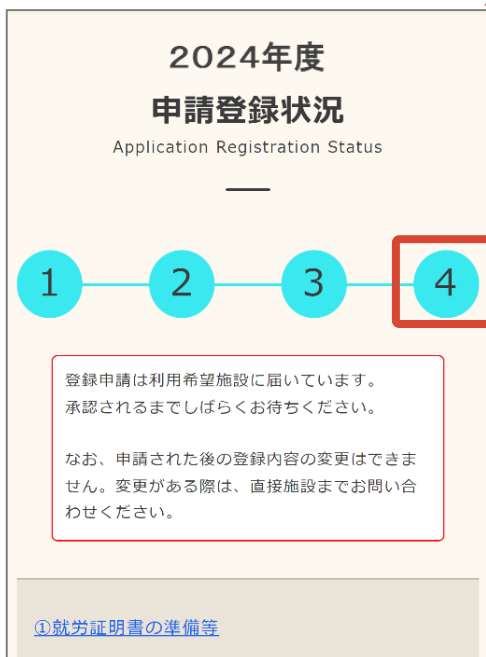 2024年度
申請登録状況
Application Registration Status
1
2
3
4
登録申請は利用希望施設に届いています。
承認されるまでしばらくお待ちください。
なお、申請された後の登録内容の変更はできま
せん。変更がある際は、直接施設までお問い合
わせください。
①就労証明書の準備等